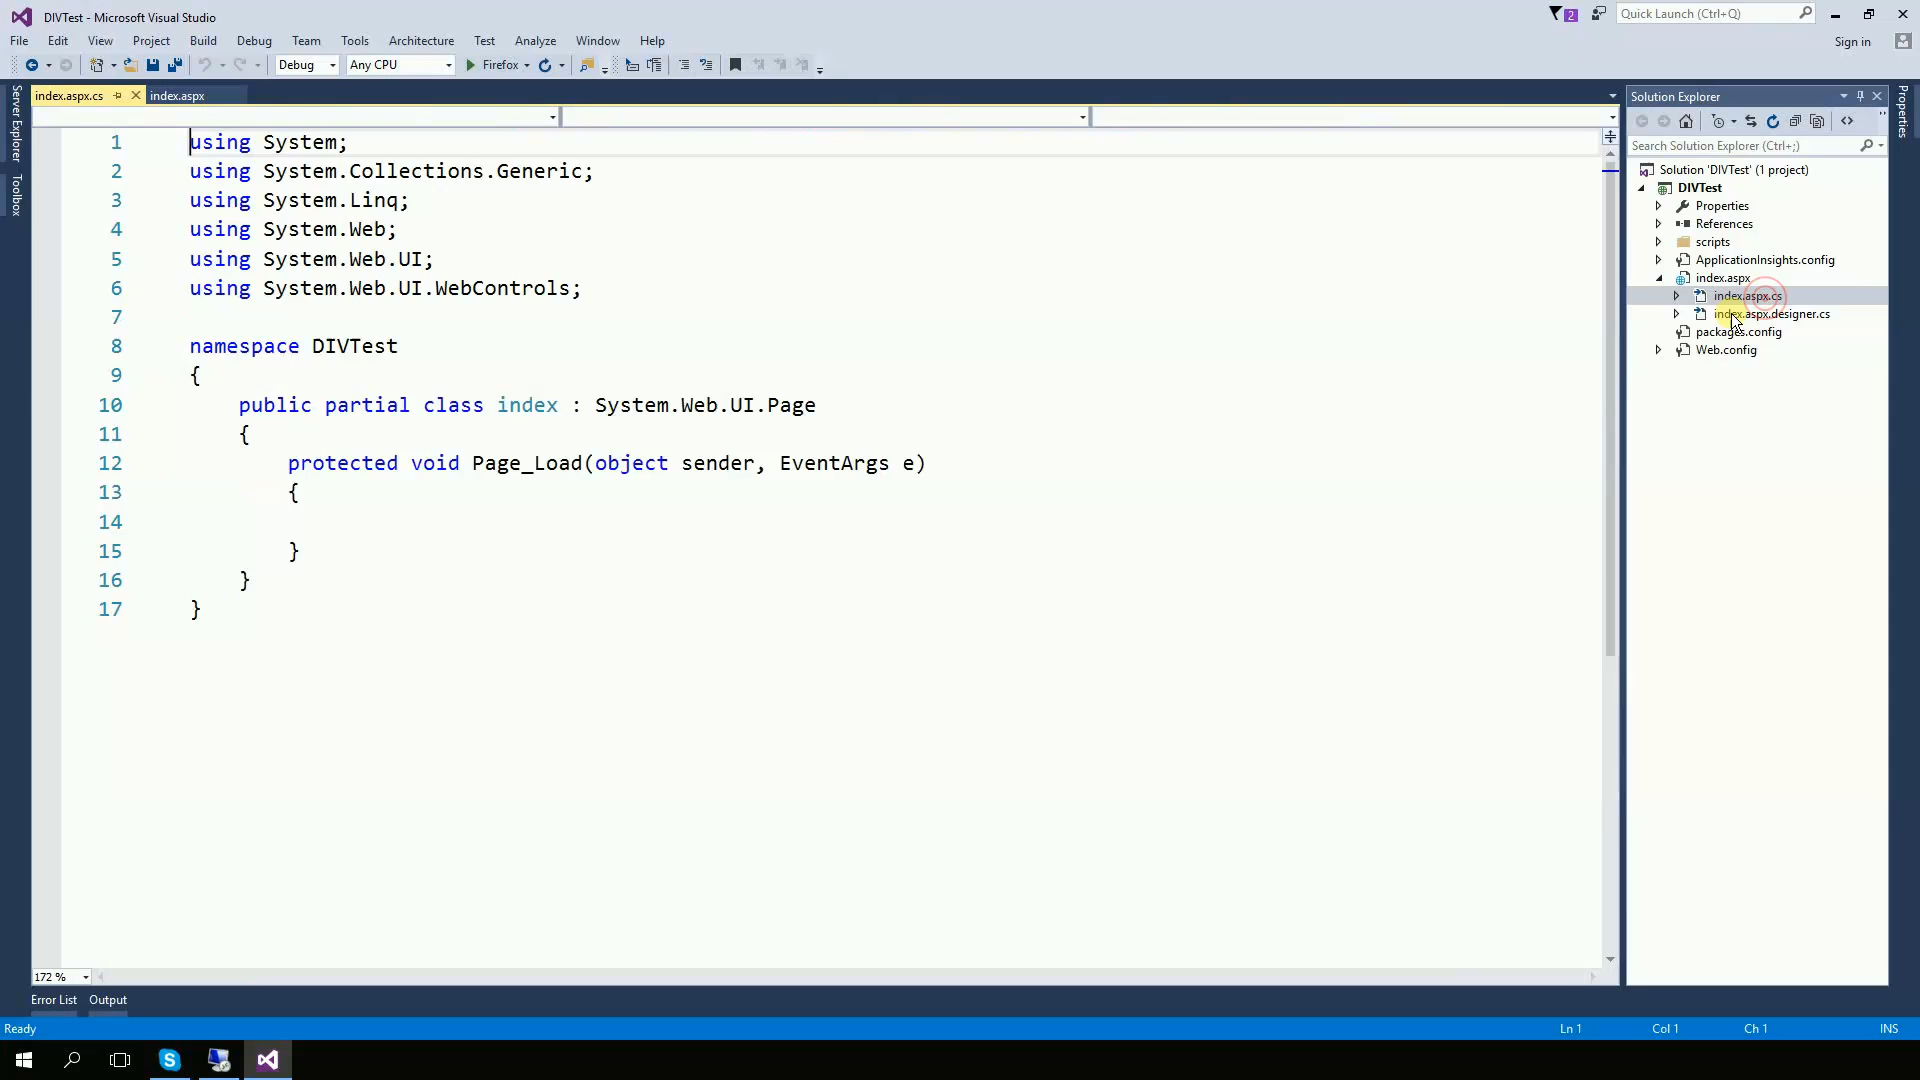 DIVTest - Microsoft Visual Studio
2
Quick Launch (Ctrl+Q)
File Edit View Project Build Debug Team Tools Architecture Test Analyze Window Help
Sign in
Debug Any CPU Firefox
Server Explorer
Toolbox
index.aspx.cs index.aspx
1 using System;
2 using System.Collections.Generic;
3 using System.Linq;
4 using System.Web;
5 using System.Web.UI;
6 using System.Web.UI.WebControls;
7
8 namespace DIVTest
9 {
10 public partial class index : System.Web.UI.Page
11 {
12 protected void Page_Load(object sender, EventArgs e)
13 {
14
15 }
16 }
17 }
172 %
Solution Explorer
Search Solution Explorer (Ctrl+;)
Solution 'DIVTest' (1 project)
DIVTest
Properties
References
scripts
ApplicationInsights.config
index.aspx
index.aspx.cs
index.aspx.designer.cs
packages.config
Web.config
Properties
Error List Output
Ready
Ln 1 Col 1 Ch 1 INS